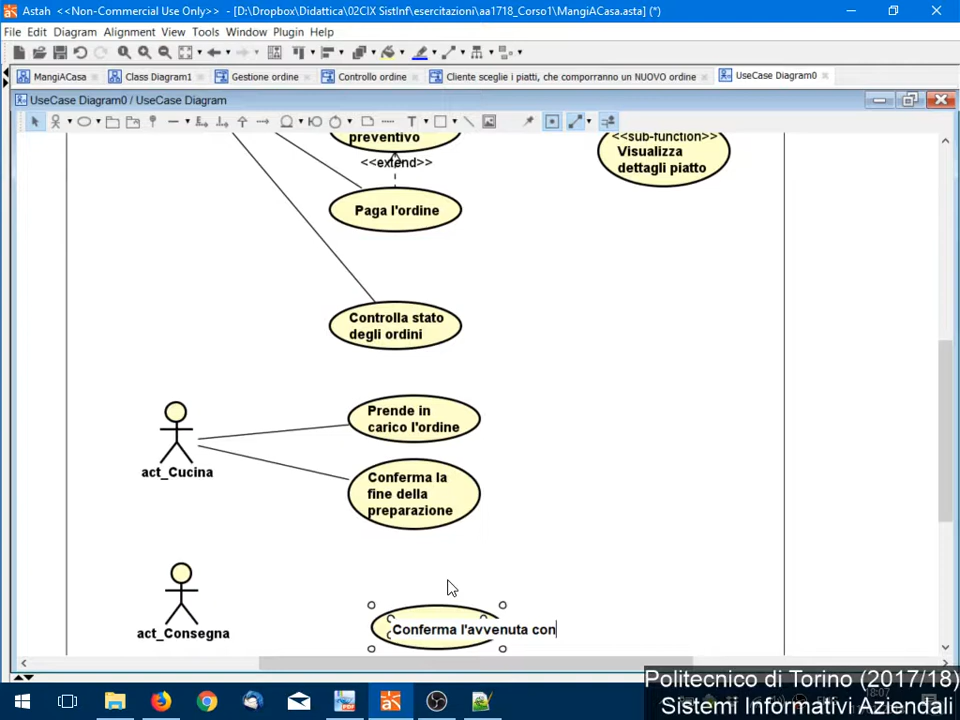 Astah <<Non-Commercial Use Only>> - [D:\Dropbox\Didattica\02CIX SistInf\esercitazioni\aa1718_Corso1\MangiACasa.asta] (*)
File Edit Diagram Alignment View Tools Window Plugin Help
MangiACasa
Class Diagram1
Gestione ordine
Controllo ordine
Cliente sceglie i piatti, che comporranno un NUOVO ordine
UseCase Diagram0
UseCase Diagram0 / UseCase Diagram
preventivo
<<extend>>
Paga l'ordine
<<sub-function>>
Visualizza
dettagli piatto
Controlla stato
degli ordini
act_Cucina
Prende in
carico l'ordine
Conferma la
fine della
preparazione
act_Consegna
Conferma l'avvenuta con
18:07
Politecnico di Torino (2017/18)
Sistemi Informativi Aziendali